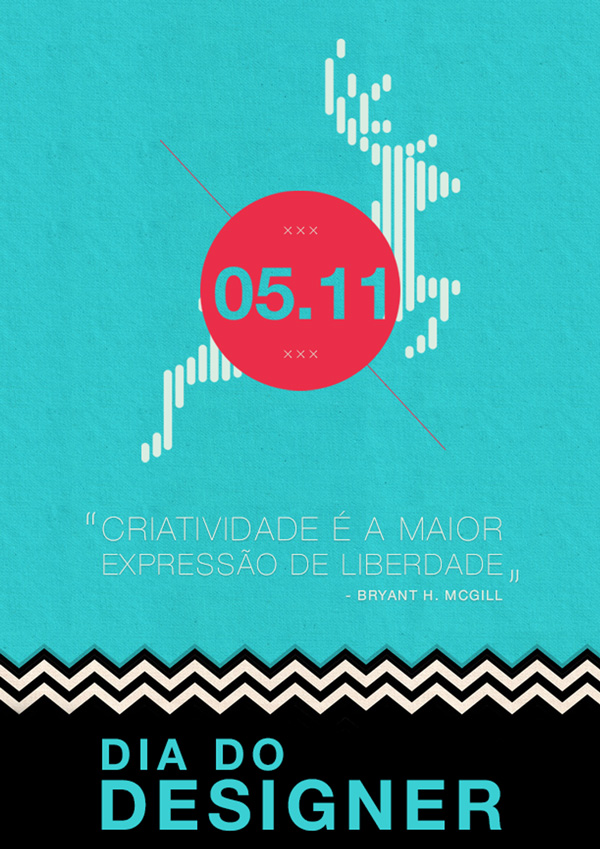 ×××
05.11
×××
“CRIATIVIDADE É A MAIOR
EXPRESSÃO DE LIBERDADE„
- BRYANT H. MCGILL
DIA DO
DESIGNER